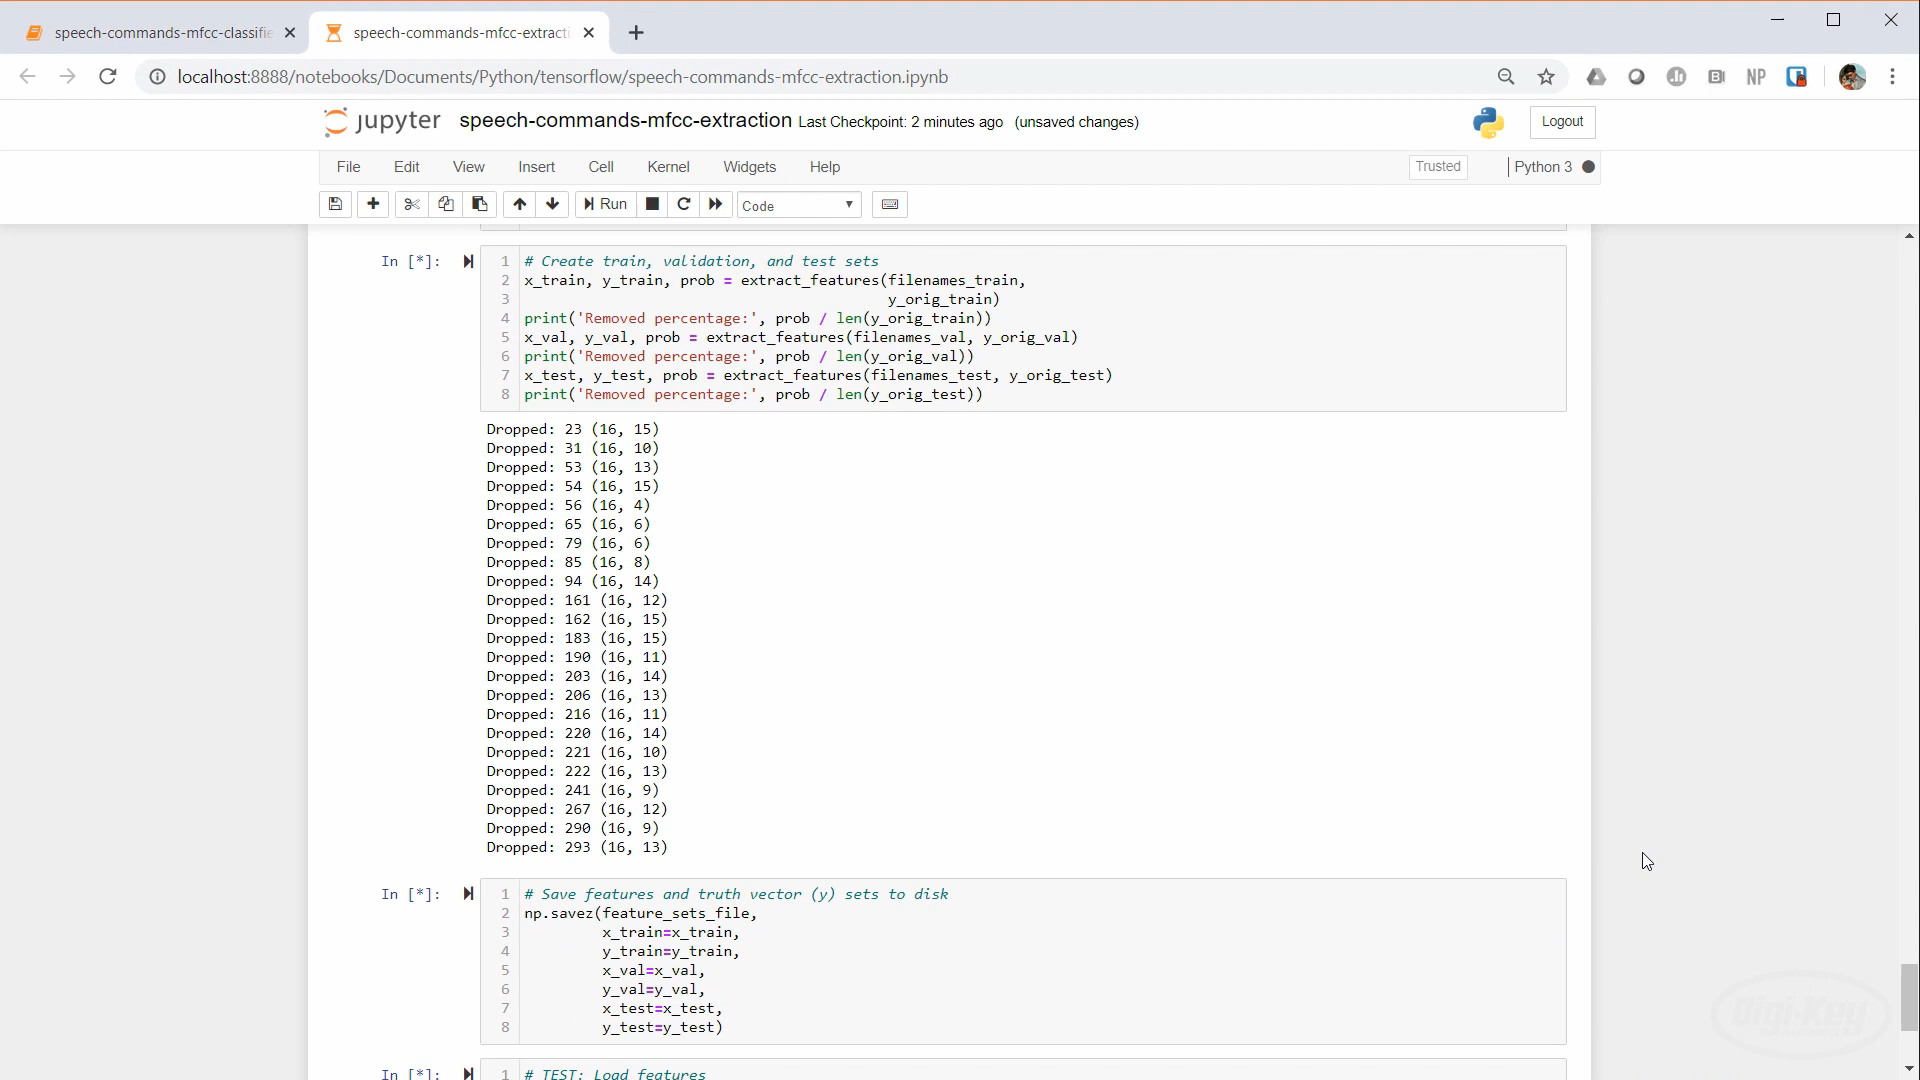 speech-commands-mfcc-classifie
speech-commands-mfcc-extracti
localhost:8888/notebooks/Documents/Python/tensorflow/speech-commands-mfcc-extraction.ipynb
NP
jupyter speech-commands-mfcc-extraction Last Checkpoint: 2 minutes ago (unsaved changes)
Logout
File Edit View Insert Cell Kernel Widgets Help
Trusted Python 3
Run Code
In [*]:
1 # Create train, validation, and test sets
2 x_train, y_train, prob = extract_features(filenames_train,
3 y_orig_train)
4 print('Removed percentage:', prob / len(y_orig_train))
5 x_val, y_val, prob = extract_features(filenames_val, y_orig_val)
6 print('Removed percentage:', prob / len(y_orig_val))
7 x_test, y_test, prob = extract_features(filenames_test, y_orig_test)
8 print('Removed percentage:', prob / len(y_orig_test))
Dropped: 23 (16, 15)
Dropped: 31 (16, 10)
Dropped: 53 (16, 13)
Dropped: 54 (16, 15)
Dropped: 56 (16, 4)
Dropped: 65 (16, 6)
Dropped: 79 (16, 6)
Dropped: 85 (16, 8)
Dropped: 94 (16, 14)
Dropped: 161 (16, 12)
Dropped: 162 (16, 15)
Dropped: 183 (16, 15)
Dropped: 190 (16, 11)
Dropped: 203 (16, 14)
Dropped: 206 (16, 13)
Dropped: 216 (16, 11)
Dropped: 220 (16, 14)
Dropped: 221 (16, 10)
Dropped: 222 (16, 13)
Dropped: 241 (16, 9)
Dropped: 267 (16, 12)
Dropped: 290 (16, 9)
Dropped: 293 (16, 13)
In [*]:
1 # Save features and truth vector (y) sets to disk
2 np.savez(feature_sets_file,
3 x_train=x_train,
4 y_train=y_train,
5 x_val=x_val,
6 y_val=y_val,
7 x_test=x_test,
8 y_test=y_test)
In [*]:
1 # TEST: Load features
Digi-Key